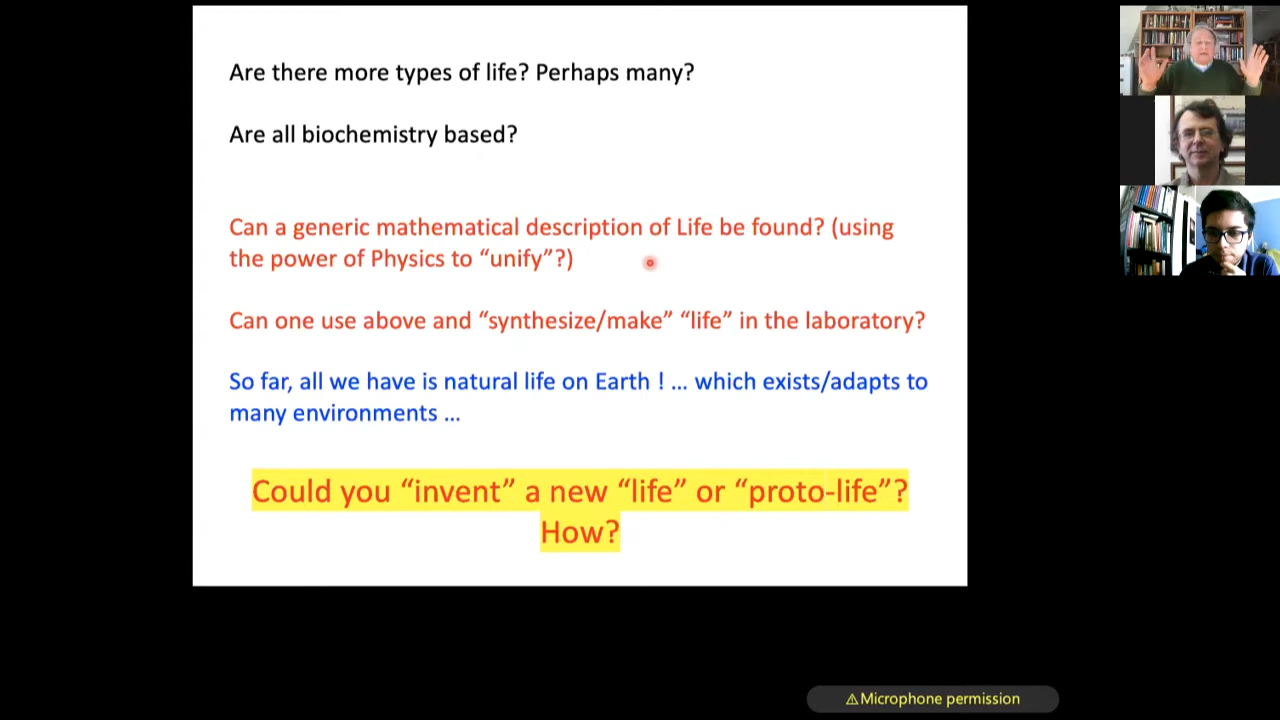 Are there more types of life? Perhaps many?
Are all biochemistry based?
Can a generic mathematical description of Life be found? (using
the power of Physics to “unify”?)
Can one use above and “synthesize/make” “life” in the laboratory?
So far, all we have is natural life on Earth ! ... which exists/adapts to
many environments ...
Could you “invent” a new “life” or “proto-life”?
How?
⚠Microphone permission